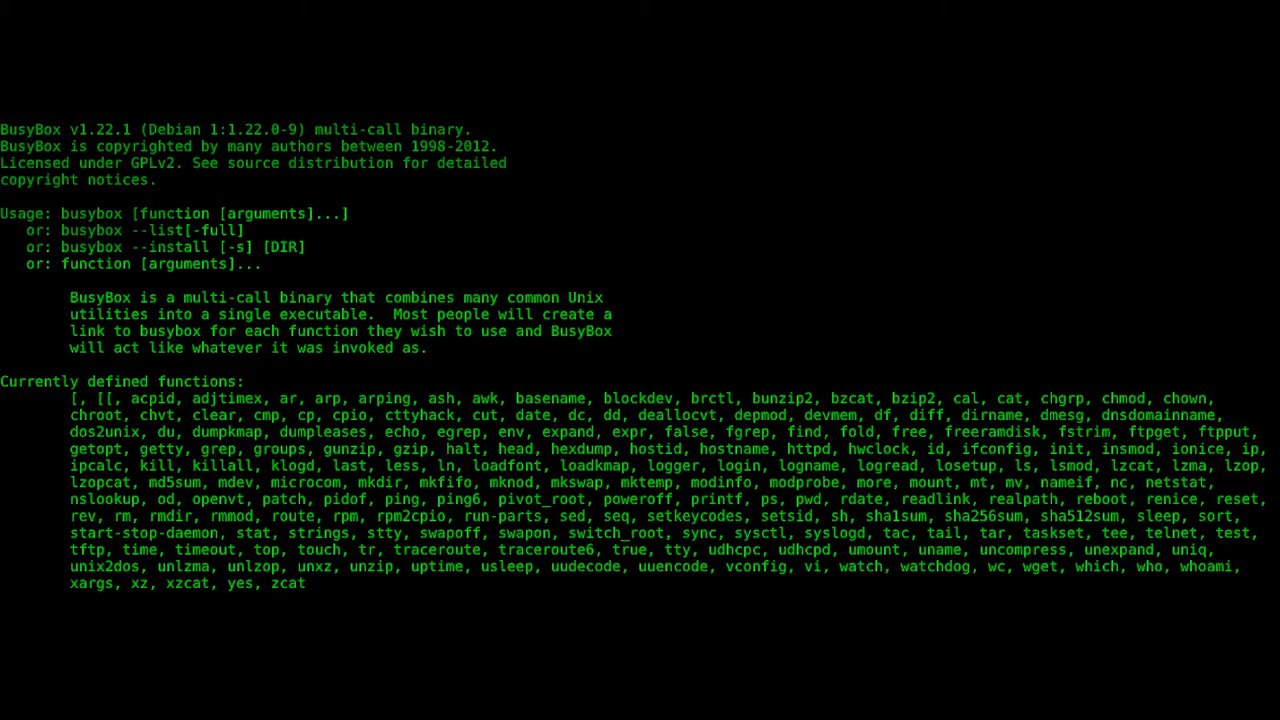 BusyBox v1.22.1 (Debian 1:1.22.0-9) multi-call binary.
BusyBox is copyrighted by many authors between 1998-2012.
Licensed under GPLv2. See source distribution for detailed
copyright notices.

Usage: busybox [function [arguments]...]
   or: busybox --list[-full]
   or: busybox --install [-s] [DIR]
   or: function [arguments]...

        BusyBox is a multi-call binary that combines many common Unix
        utilities into a single executable.  Most people will create a
        link to busybox for each function they wish to use and BusyBox
        will act like whatever it was invoked as.

Currently defined functions:
        [, [[, acpid, adjtimex, ar, arp, arping, ash, awk, basename, blockdev, brctl, bunzip2, bzcat, bzip2, cal, cat, chgrp, chmod, chown,
        chroot, chvt, clear, cmp, cp, cpio, cttyhack, cut, date, dc, dd, deallocvt, depmod, devmem, df, diff, dirname, dmesg, dnsdomainname,
        dos2unix, du, dumpkmap, dumpleases, echo, egrep, env, expand, expr, false, fgrep, find, fold, free, freeramdisk, fstrim, ftpget, ftpput,
        getopt, getty, grep, groups, gunzip, gzip, halt, head, hexdump, hostid, hostname, httpd, hwclock, id, ifconfig, init, insmod, ionice, ip,
        ipcalc, kill, killall, klogd, last, less, ln, loadfont, loadkmap, logger, login, logname, logread, losetup, ls, lsmod, lzcat, lzma, lzop,
        lzopcat, md5sum, mdev, microcom, mkdir, mkfifo, mknod, mkswap, mktemp, modinfo, modprobe, more, mount, mt, mv, nameif, nc, netstat,
        nslookup, od, openvt, patch, pidof, ping, ping6, pivot_root, poweroff, printf, ps, pwd, rdate, readlink, realpath, reboot, renice, reset,
        rev, rm, rmdir, rmmod, route, rpm, rpm2cpio, run-parts, sed, seq, setkeycodes, setsid, sh, sha1sum, sha256sum, sha512sum, sleep, sort,
        start-stop-daemon, stat, strings, stty, swapoff, swapon, switch_root, sync, sysctl, syslogd, tac, tail, tar, taskset, tee, telnet, test,
        tftp, time, timeout, top, touch, tr, traceroute, traceroute6, true, tty, udhcpc, udhcpd, umount, uname, uncompress, unexpand, uniq,
        unix2dos, unlzma, unlzop, unxz, unzip, uptime, usleep, uudecode, uuencode, vconfig, vi, watch, watchdog, wc, wget, which, who, whoami,
        xargs, xz, xzcat, yes, zcat